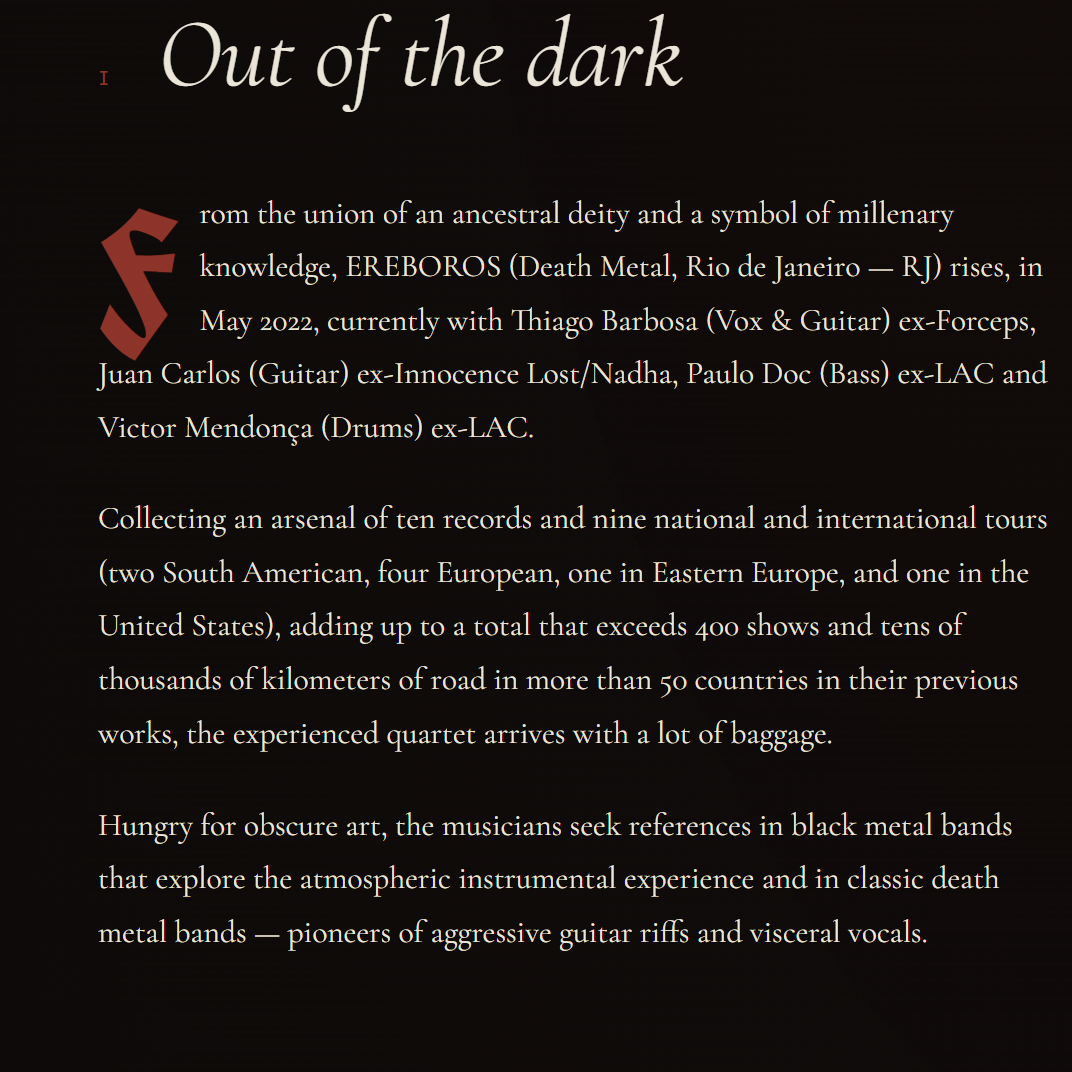 I
Out of the dark
From the union of an ancestral deity and a symbol of millenary
knowledge, EREBOROS (Death Metal, Rio de Janeiro — RJ) rises, in
May 2022, currently with Thiago Barbosa (Vox & Guitar) ex-Forceps,
Juan Carlos (Guitar) ex-Innocence Lost/Nadha, Paulo Doc (Bass) ex-LAC and
Victor Mendonça (Drums) ex-LAC.
Collecting an arsenal of ten records and nine national and international tours
(two South American, four European, one in Eastern Europe, and one in the
United States), adding up to a total that exceeds 400 shows and tens of
thousands of kilometers of road in more than 50 countries in their previous
works, the experienced quartet arrives with a lot of baggage.
Hungry for obscure art, the musicians seek references in black metal bands
that explore the atmospheric instrumental experience and in classic death
metal bands — pioneers of aggressive guitar riffs and visceral vocals.